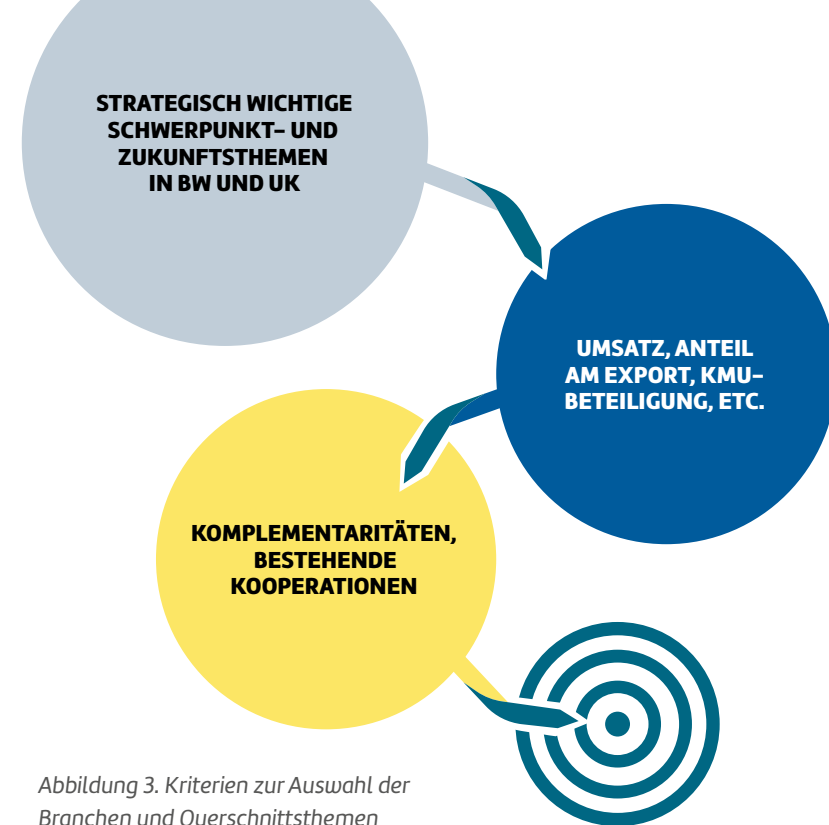 STRATEGISCH WICHTIGE
SCHWERPUNKT- UND
ZUKUNFTSTHEMEN
IN BW UND UK
UMSATZ, ANTEIL
AM EXPORT, KMU-
BETEILIGUNG, ETC.
KOMPLEMENTARITÄTEN,
BESTEHENDE
KOOPERATIONEN
Abbildung 3. Kriterien zur Auswahl der
Branchen und Querschnittsthemen